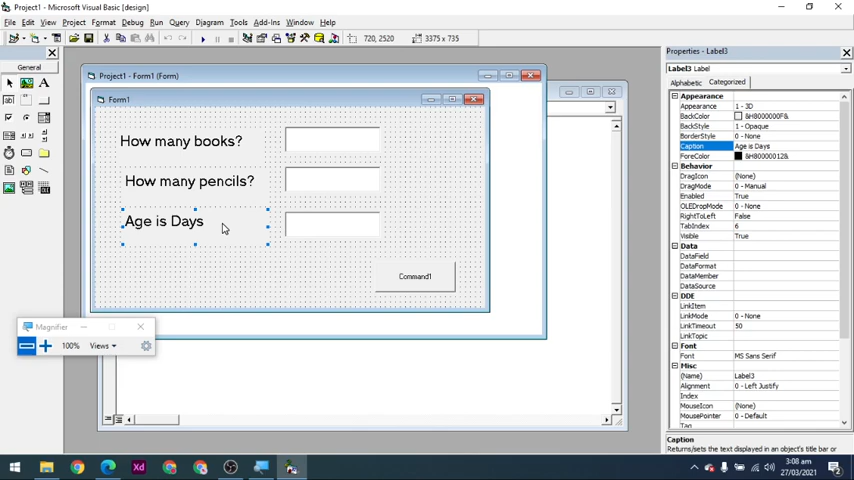 Project1 - Microsoft Visual Basic [design]
File Edit View Project Format Debug Run Query Diagram Tools Add-Ins Window Help
720, 2520
3375 x 735
General
Project1 - Form1 (Form)
Form1
How many books?
How many pencils?
Age is Days
Command1
Magnifier
100%
Views
Properties - Label3
Label3 Label
Alphabetic Categorized
Appearance
Appearance 1 - 3D
BackColor &H8000000F&
BackStyle 1 - Opaque
BorderStyle 0 - None
Caption Age is Days
ForeColor &H80000012&
Behavior
DragIcon (None)
DragMode 0 - Manual
Enabled True
OLEDropMode 0 - None
RightToLeft False
TabIndex 6
Visible True
Data
DataField
DataFormat
DataMember
DataSource
DDE
LinkItem
LinkMode 0 - None
LinkTimeout 50
LinkTopic
Font
Font MS Sans Serif
Misc
(Name) Label3
Alignment 0 - Left Justify
Index
MouseIcon (None)
MousePointer 0 - Default
Tag
Caption
Returns/sets the text displayed in an object's title bar or
Xd
3:08 am
27/03/2021
2